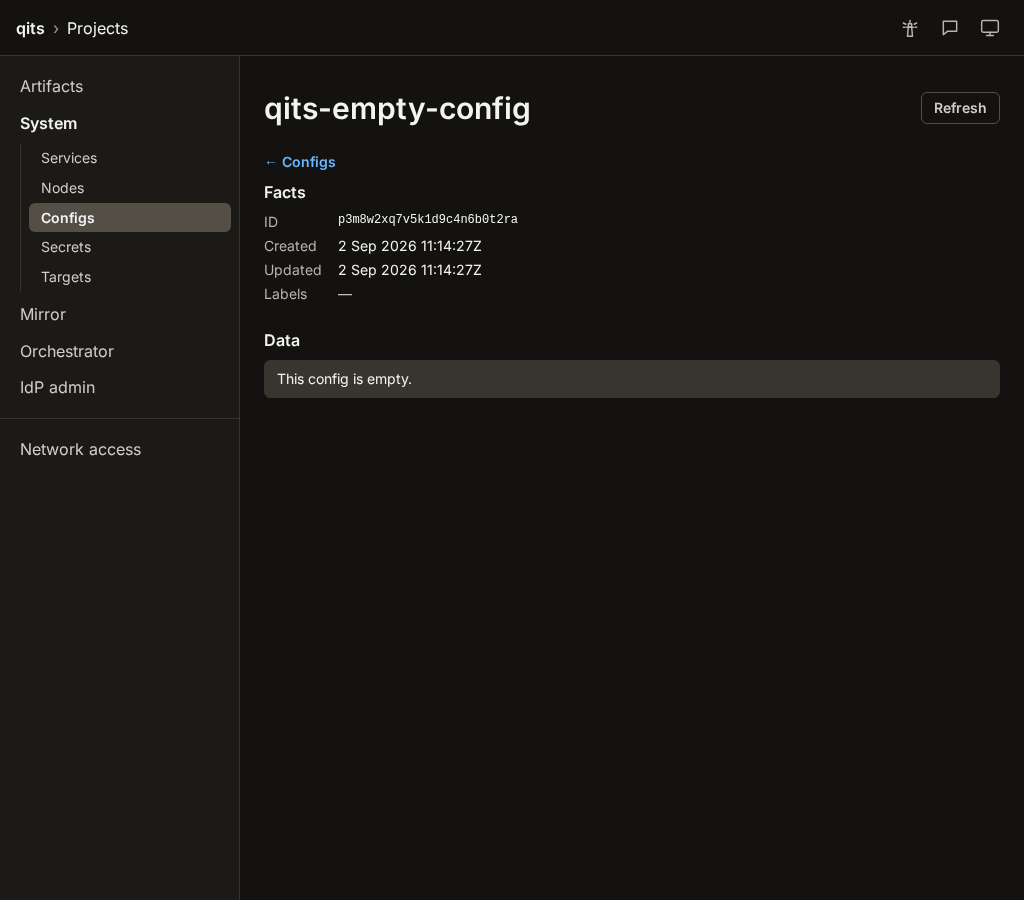 qits › Projects
Artifacts
System
Services
Nodes
Configs
Secrets
Targets
Mirror
Orchestrator
IdP admin
Network access
qits-empty-config
Refresh
← Configs
Facts
ID p3m8w2xq7v5k1d9c4n6b0t2ra
Created 2 Sep 2026 11:14:27Z
Updated 2 Sep 2026 11:14:27Z
Labels —
Data
This config is empty.